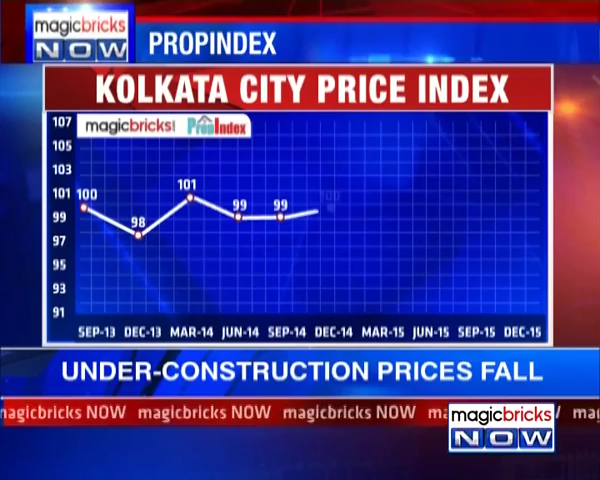 magicbricks
NOW
PROPINDEX
KOLKATA CITY PRICE INDEX
magicbricks PropIndex
107
105
103
101
99
97
95
93
91
100
98
101
99
99
100
SEP-13 DEC-13 MAR-14 JUN-14 SEP-14 DEC-14 MAR-15 JUN-15 SEP-15 DEC-15
UNDER-CONSTRUCTION PRICES FALL
magicbricks NOW magicbricks NOW magicbricks NOW
magicbricks
NOW